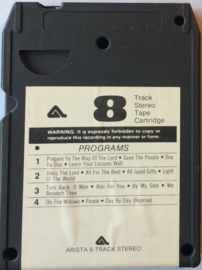 8
Track
Stereo
Tape
Cartridge
WARNING: It is expressly forbidden to copy or
reproduce this recording in any manner or form.
PROGRAMS
1 Prepare Ye The Way Of The Lord • Save The People • Day
By Day • Learn Your Lessons Well
2 Bless The Lord • All For The Best • All Good Gifts • Light
Of The World
3 Turn Back, O Man • Alas For You • By My Side • We
Beseech Thee
4 On The Willows • Finale • Day By Day (Reprise)
ARISTA 8-TRACK STEREO